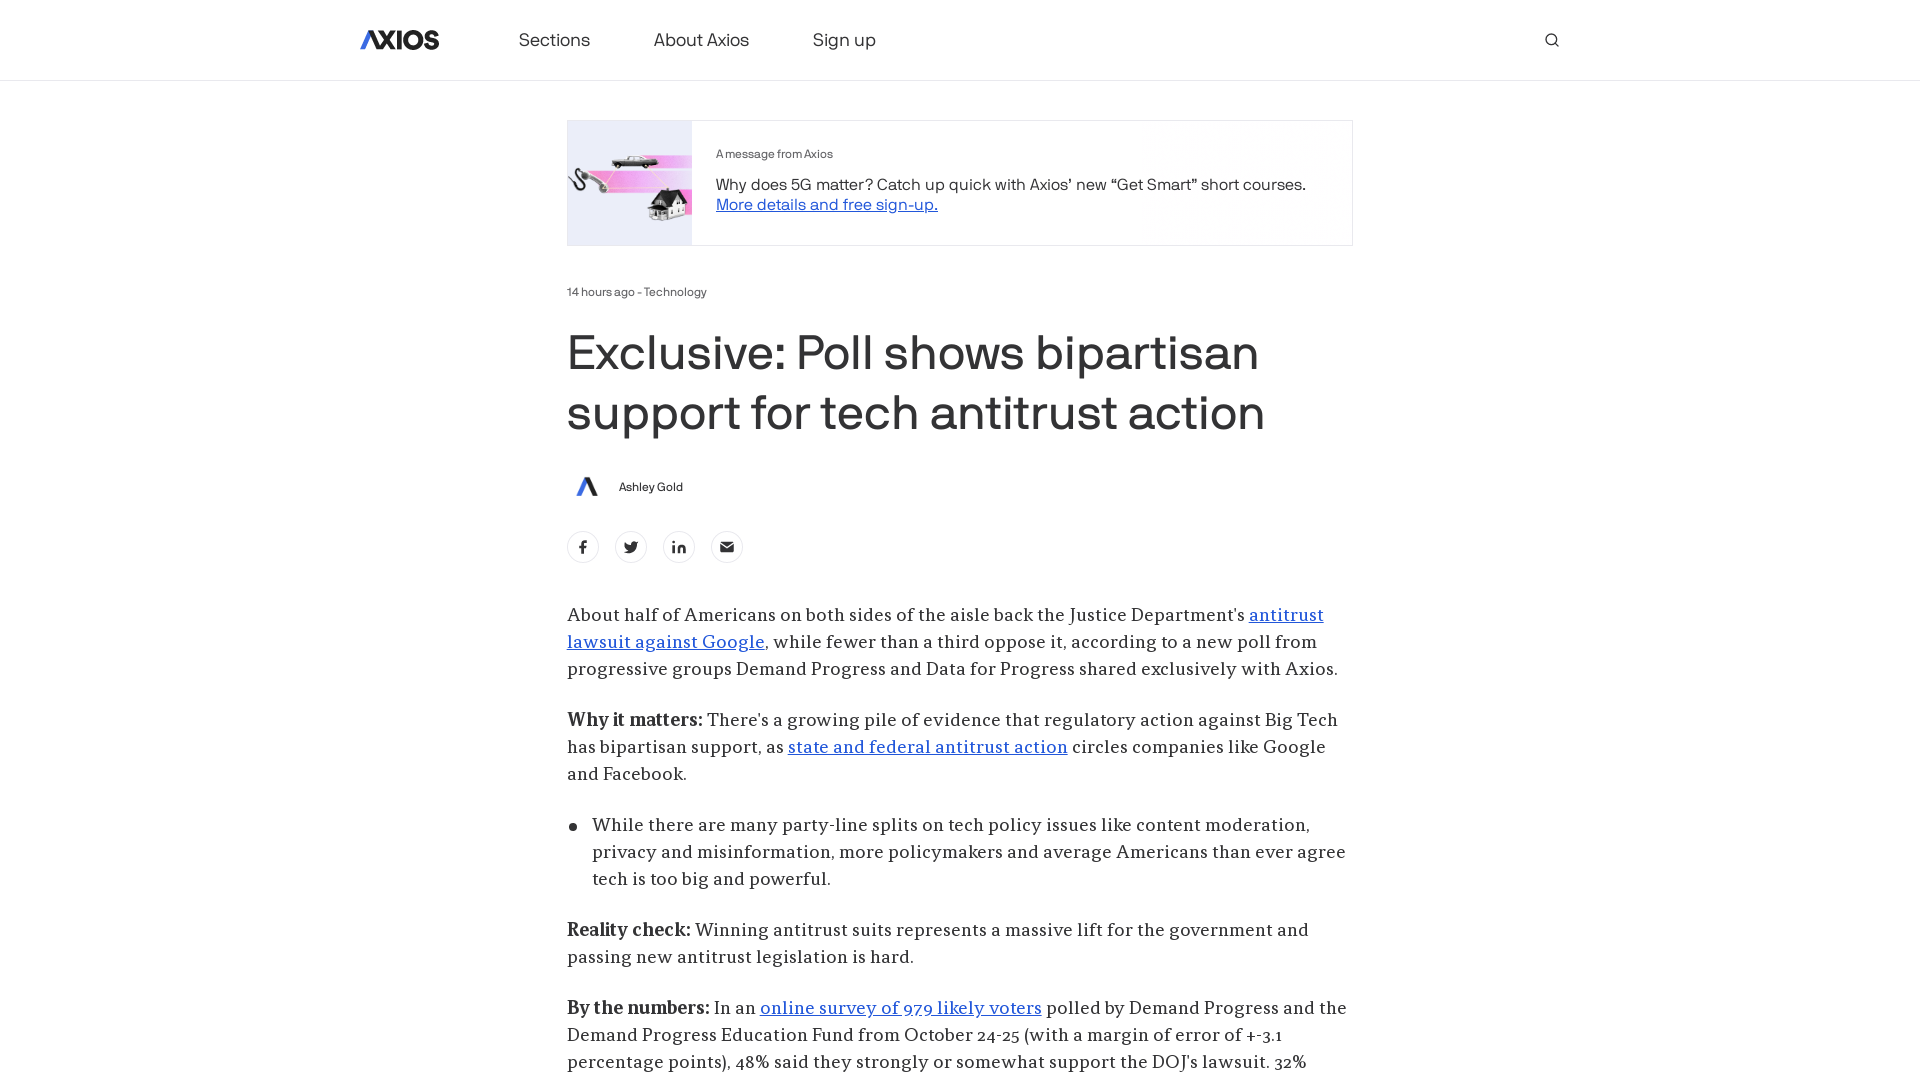 AXIOS
Sections
About Axios
Sign up
A message from Axios
Why does 5G matter? Catch up quick with Axios’ new “Get Smart” short courses.
More details and free sign-up.
14 hours ago - Technology
Exclusive: Poll shows bipartisan
support for tech antitrust action
Ashley Gold
About half of Americans on both sides of the aisle back the Justice Department's antitrust
lawsuit against Google, while fewer than a third oppose it, according to a new poll from
progressive groups Demand Progress and Data for Progress shared exclusively with Axios.
Why it matters: There's a growing pile of evidence that regulatory action against Big Tech
has bipartisan support, as state and federal antitrust action circles companies like Google
and Facebook.
While there are many party-line splits on tech policy issues like content moderation,
privacy and misinformation, more policymakers and average Americans than ever agree
tech is too big and powerful.
Reality check: Winning antitrust suits represents a massive lift for the government and
passing new antitrust legislation is hard.
By the numbers: In an online survey of 979 likely voters polled by Demand Progress and the
Demand Progress Education Fund from October 24-25 (with a margin of error of +-3.1
percentage points), 48% said they strongly or somewhat support the DOJ's lawsuit. 32%